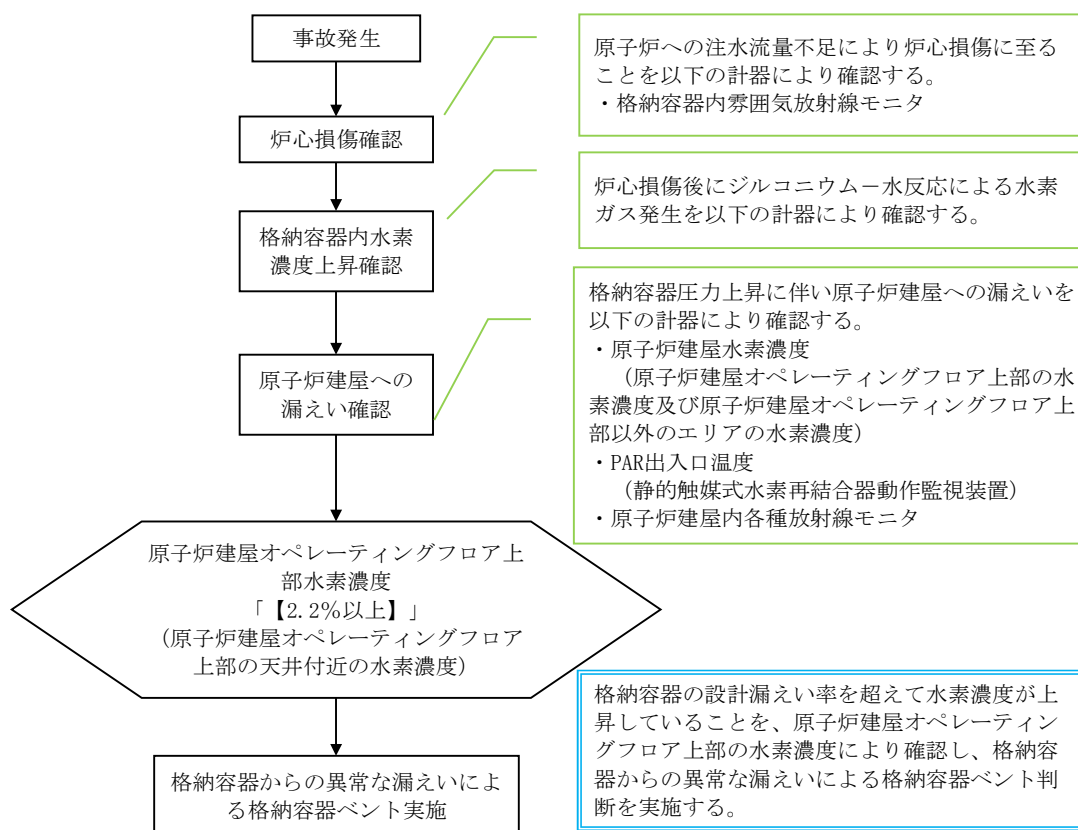 事故発生
原子炉への注水流量不足により炉心損傷に至る
ことを以下の計器により確認する。
・格納容器内雰囲気放射線モニタ
炉心損傷確認
炉心損傷後にジルコニウム－水反応による水素
ガス発生を以下の計器により確認する。
格納容器内水素
濃度上昇確認
格納容器圧力上昇に伴い原子炉建屋への漏えいを
以下の計器により確認する。
・原子炉建屋水素濃度
（原子炉建屋オペレーティングフロア上部の水
素濃度及び原子炉建屋オペレーティングフロア上
部以外のエリアの水素濃度）
・PAR出入口温度
（静的触媒式水素再結合器動作監視装置）
・原子炉建屋内各種放射線モニタ
原子炉建屋への
漏えい確認
原子炉建屋オペレーティングフロア上
部水素濃度
「【2.2％以上】」
（原子炉建屋オペレーティングフロア
上部の天井付近の水素濃度）
格納容器の設計漏えい率を超えて水素濃度が上
昇していることを、原子炉建屋オペレーティン
グフロア上部の水素濃度により確認し、格納容
器からの異常な漏えいによる格納容器ベント判
断を実施する。
格納容器からの異常な漏えいによ
る格納容器ベント実施